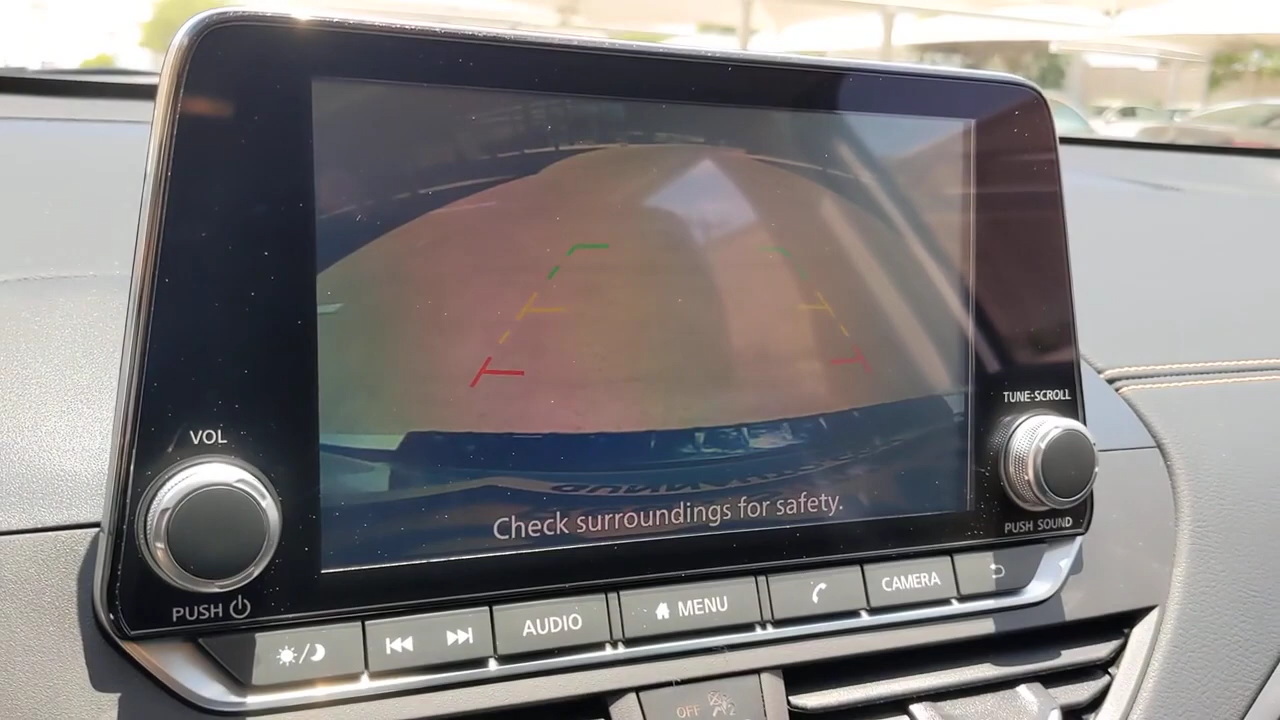 TUNE·SCROLL
VOL
Check surroundings for safety.
PUSH SOUND
PUSH
AUDIO
MENU
CAMERA
OFF